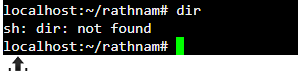 localhost:~/rathnam# dir
sh: dir: not found
localhost:~/rathnam#